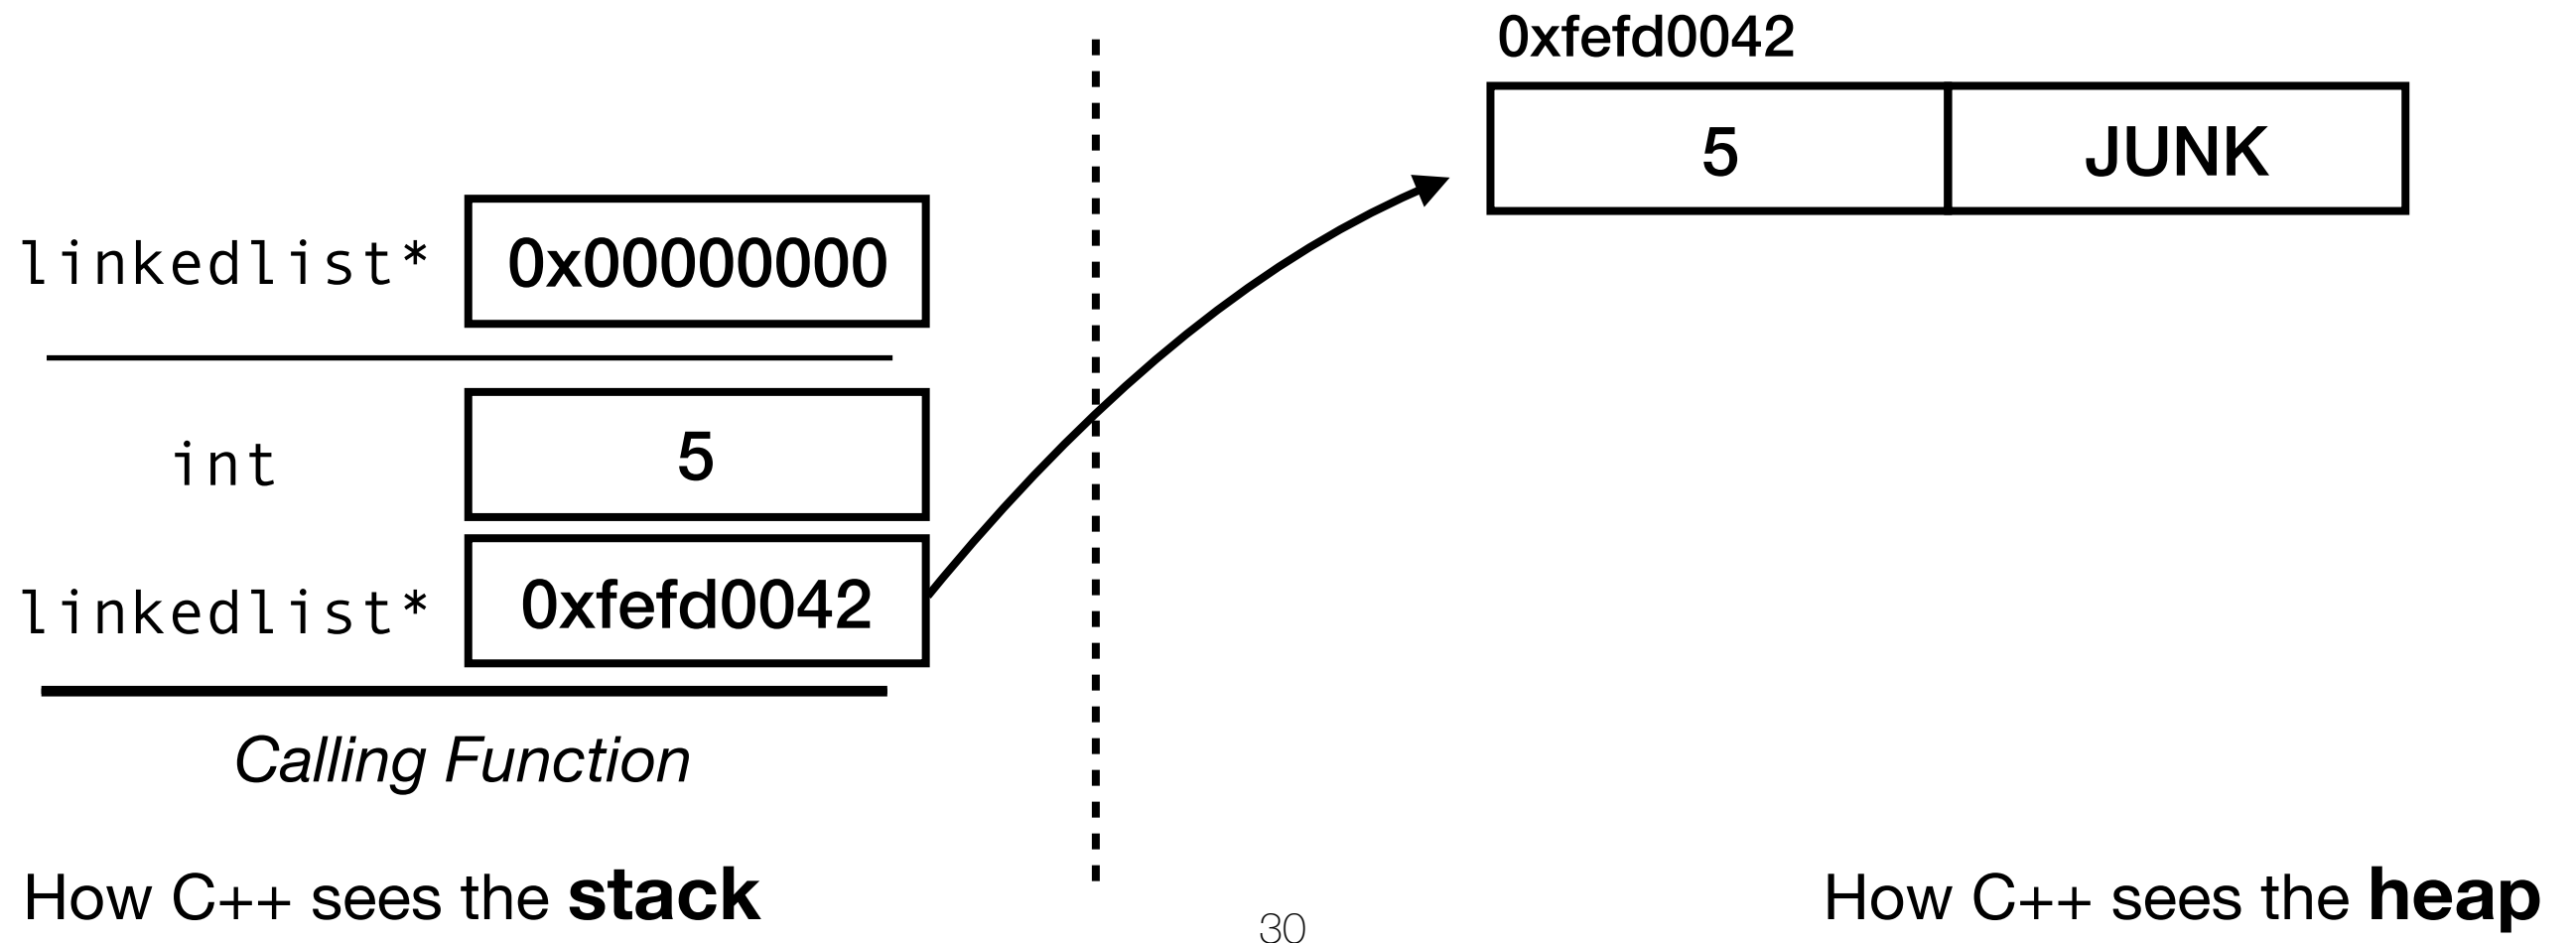 0xfefd0042
5 JUNK
linkedlist* 0x00000000
int 5
linkedlist* 0xfefd0042
Calling Function
How C++ sees the stack
How C++ sees the heap
30